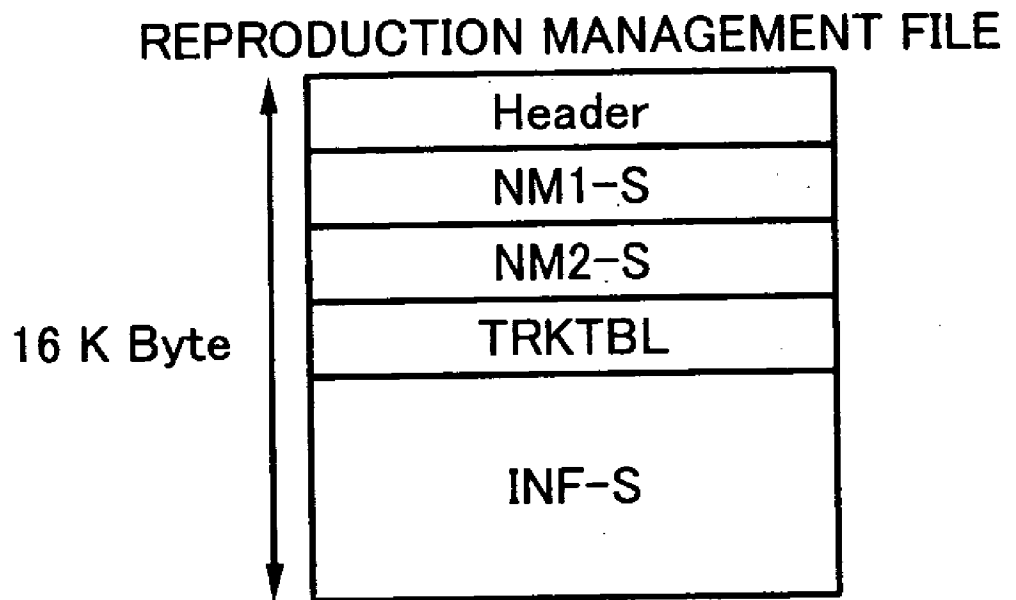 REPRODUCTION MANAGEMENT FILE
Header
NM1-S
NM2-S
16 K Byte
TRKTBL
INF-S